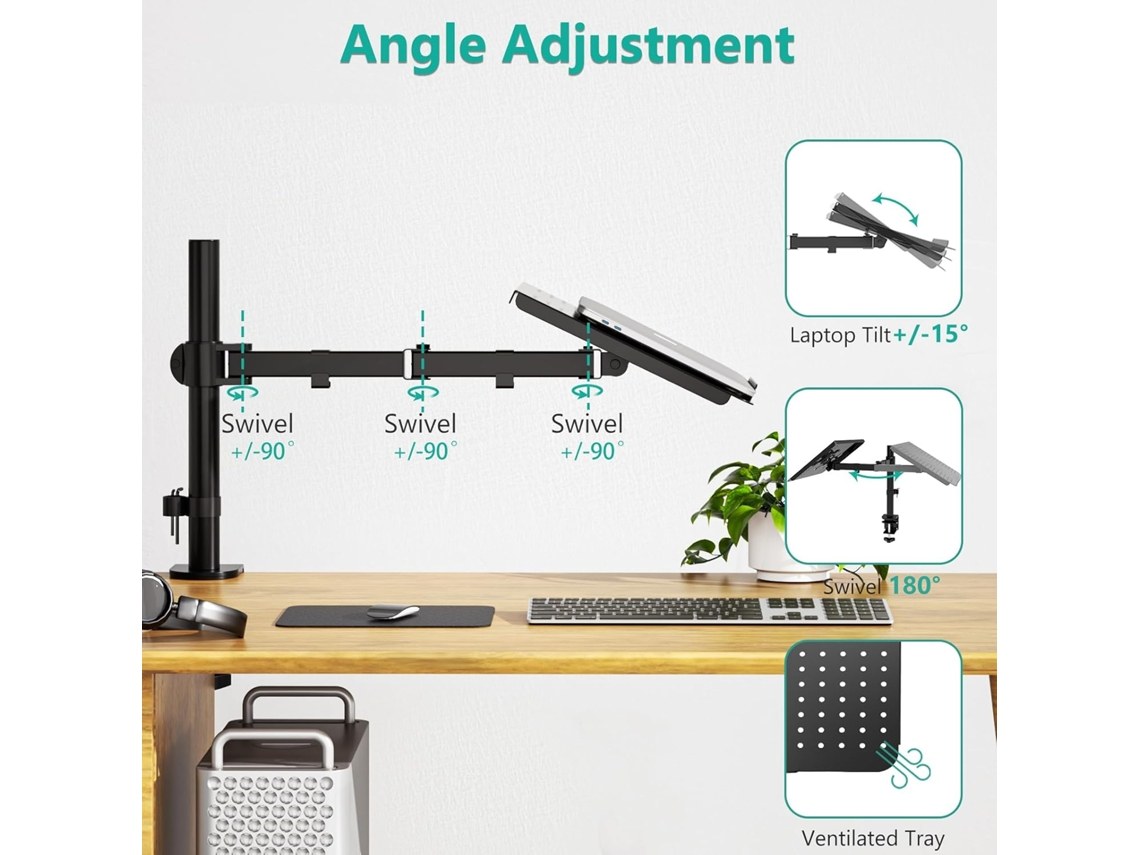 Angle Adjustment
Laptop Tilt +/-15°
Swivel
+/-90°
Swivel
+/-90°
Swivel
+/-90°
Swivel 180°
Ventilated Tray